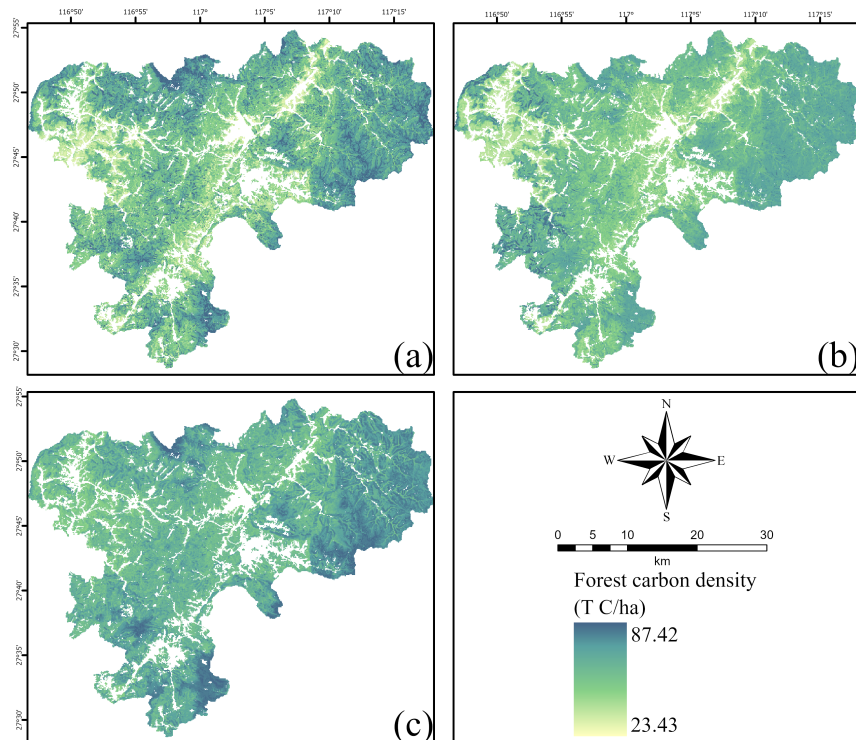 116°50' 116°55' 117° 117°5' 117°10' 117°15'
116°50' 116°55' 117° 117°5' 117°10' 117°15'
27°55'
27°50'
27°45'
27°40'
27°35'
27°30'
(a)
(b)
27°55'
27°50'
27°45'
27°40'
27°35'
27°30'
(c)
N
W E
S
0 5 10 20 30
km
Forest carbon density
(T C/ha)
87.42
23.43